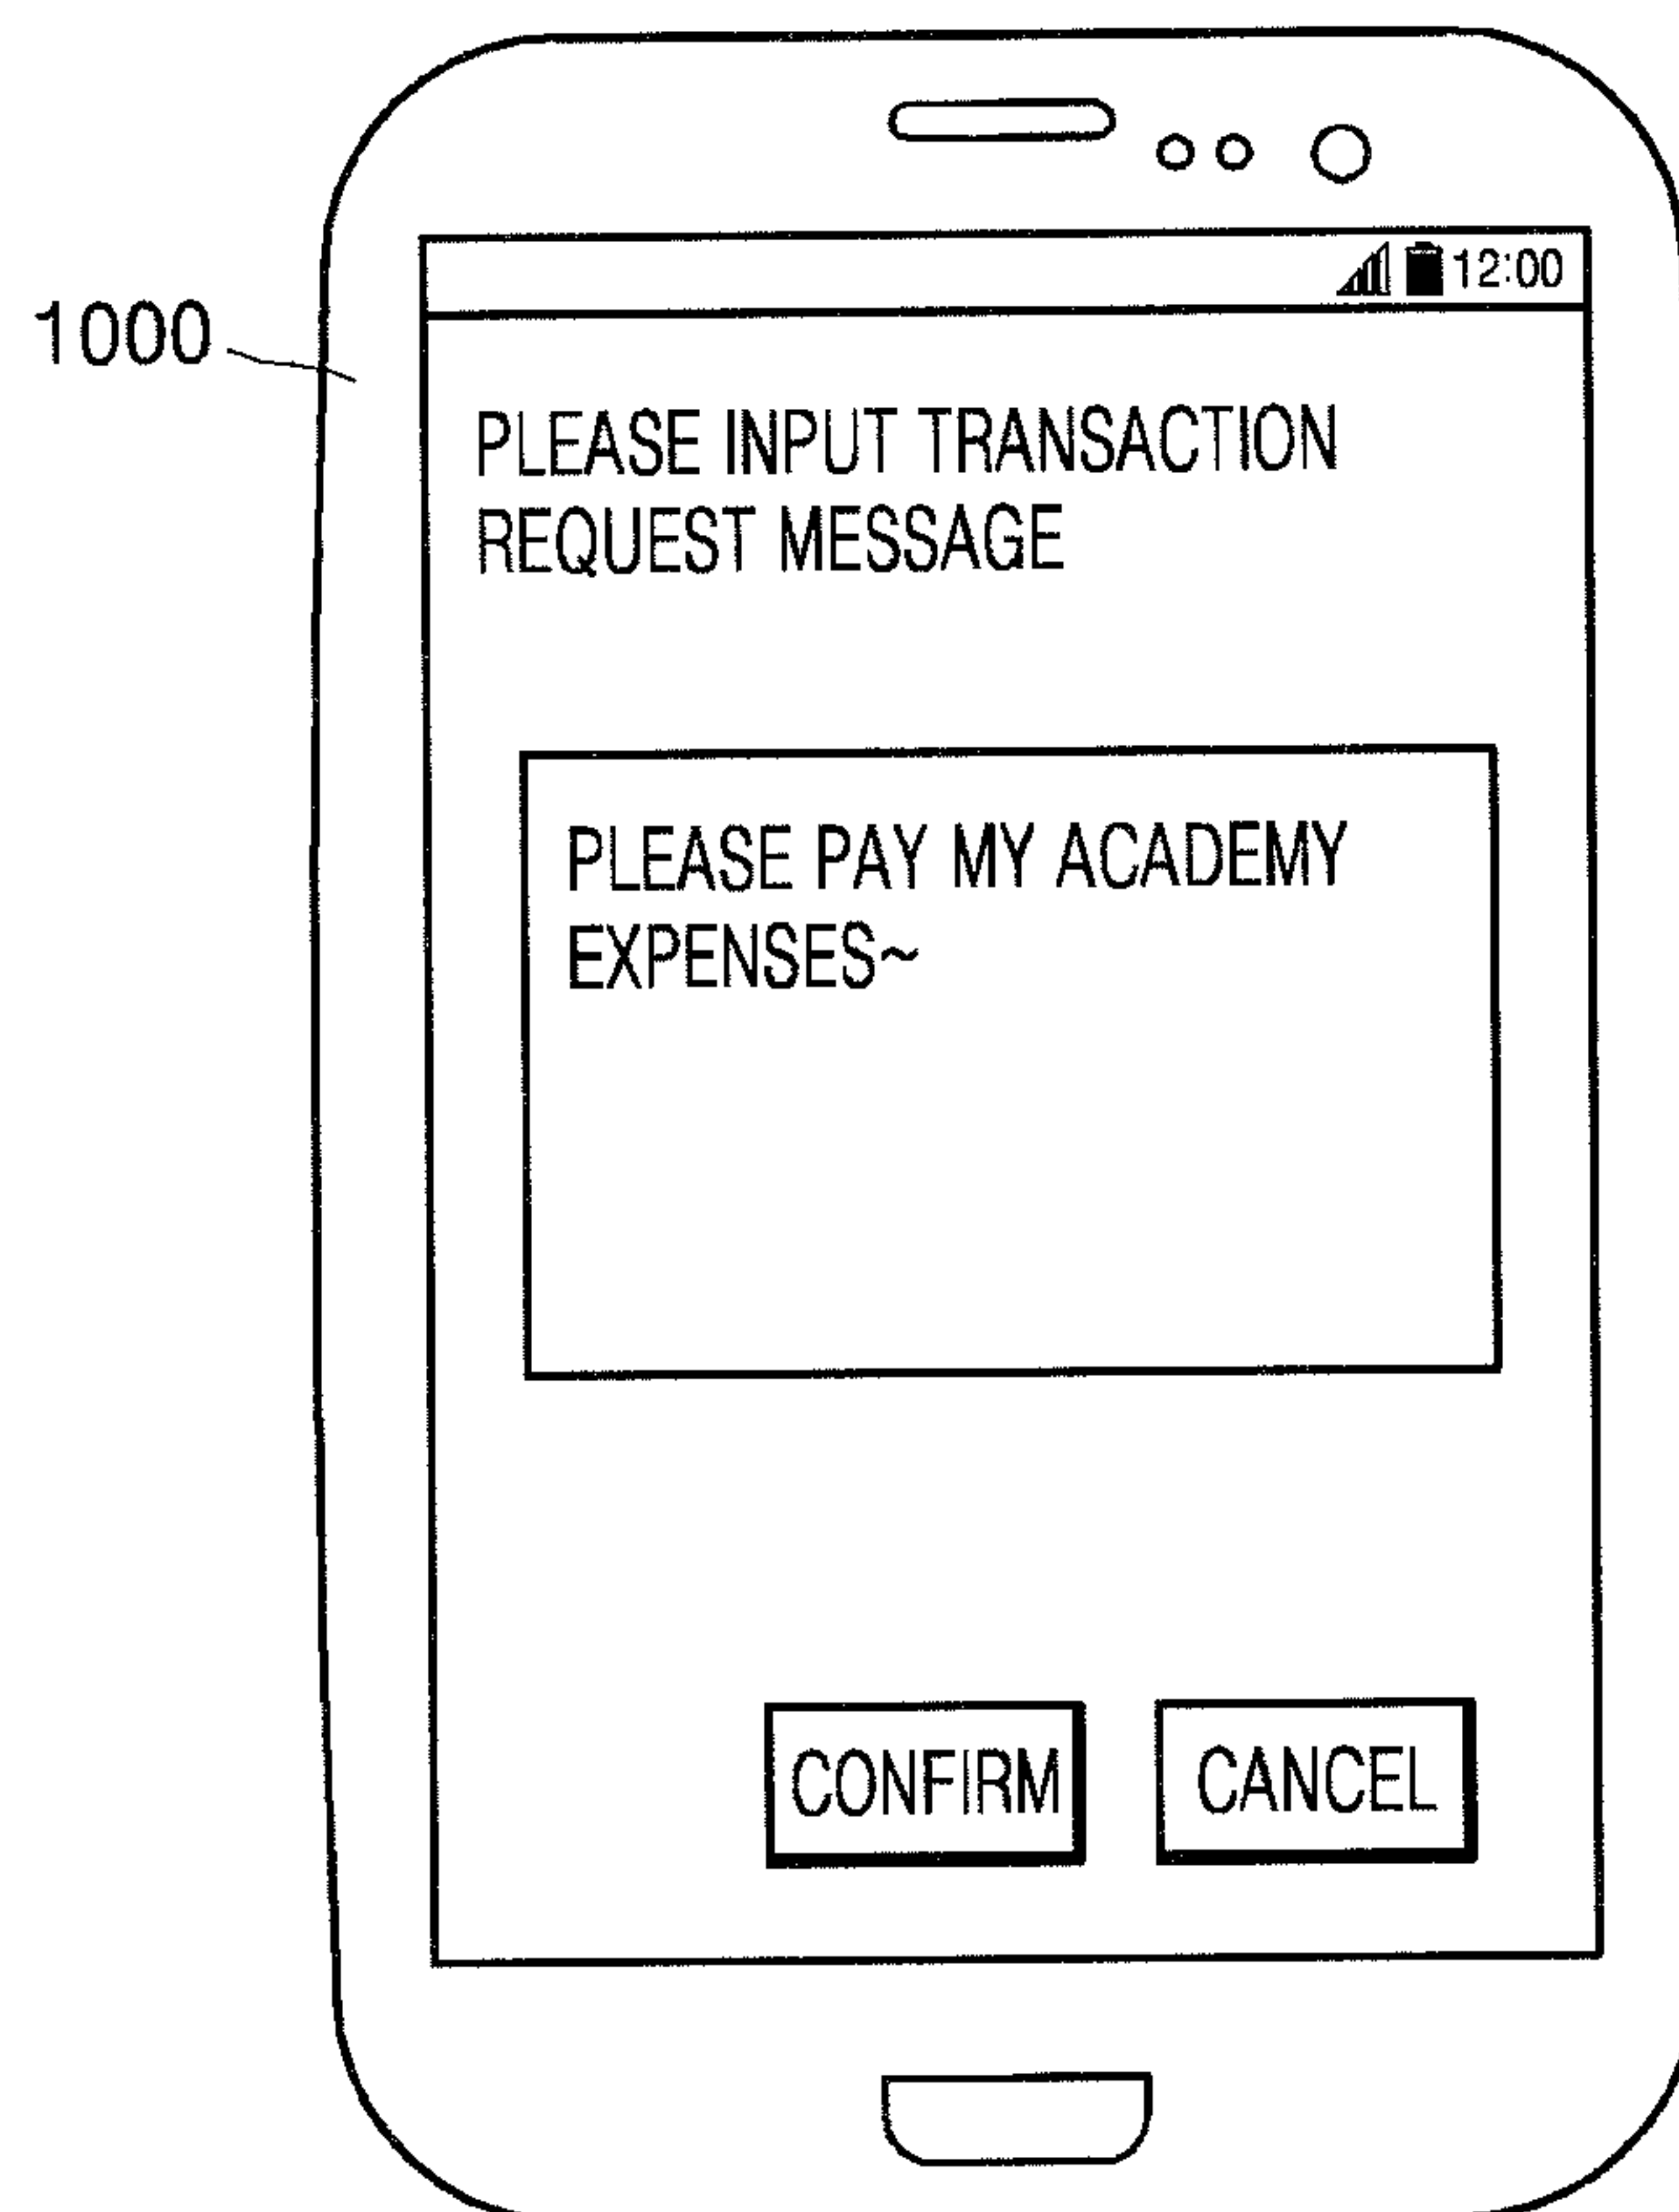 12:00
1000
PLEASE INPUT TRANSACTION
REQUEST MESSAGE
PLEASE PAY MY ACADEMY
EXPENSES~
CONFIRM
CANCEL